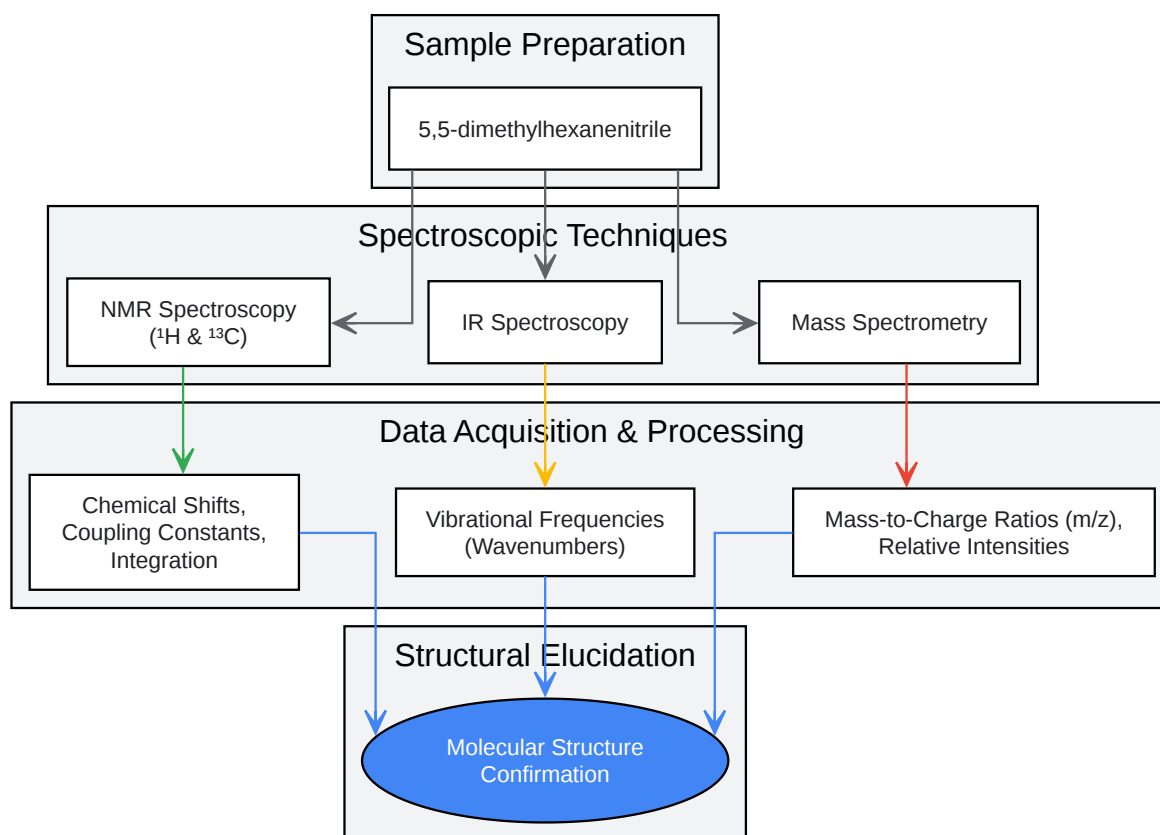 Sample Preparation
5,5-dimethylhexanenitrile
Spectroscopic Techniques
NMR Spectroscopy
(¹H & ¹³C)
IR Spectroscopy
Mass Spectrometry
Data Acquisition & Processing
Chemical Shifts,
Coupling Constants,
Integration
Vibrational Frequencies
(Wavenumbers)
Mass-to-Charge Ratios (m/z),
Relative Intensities
Structural Elucidation
Molecular Structure
Confirmation